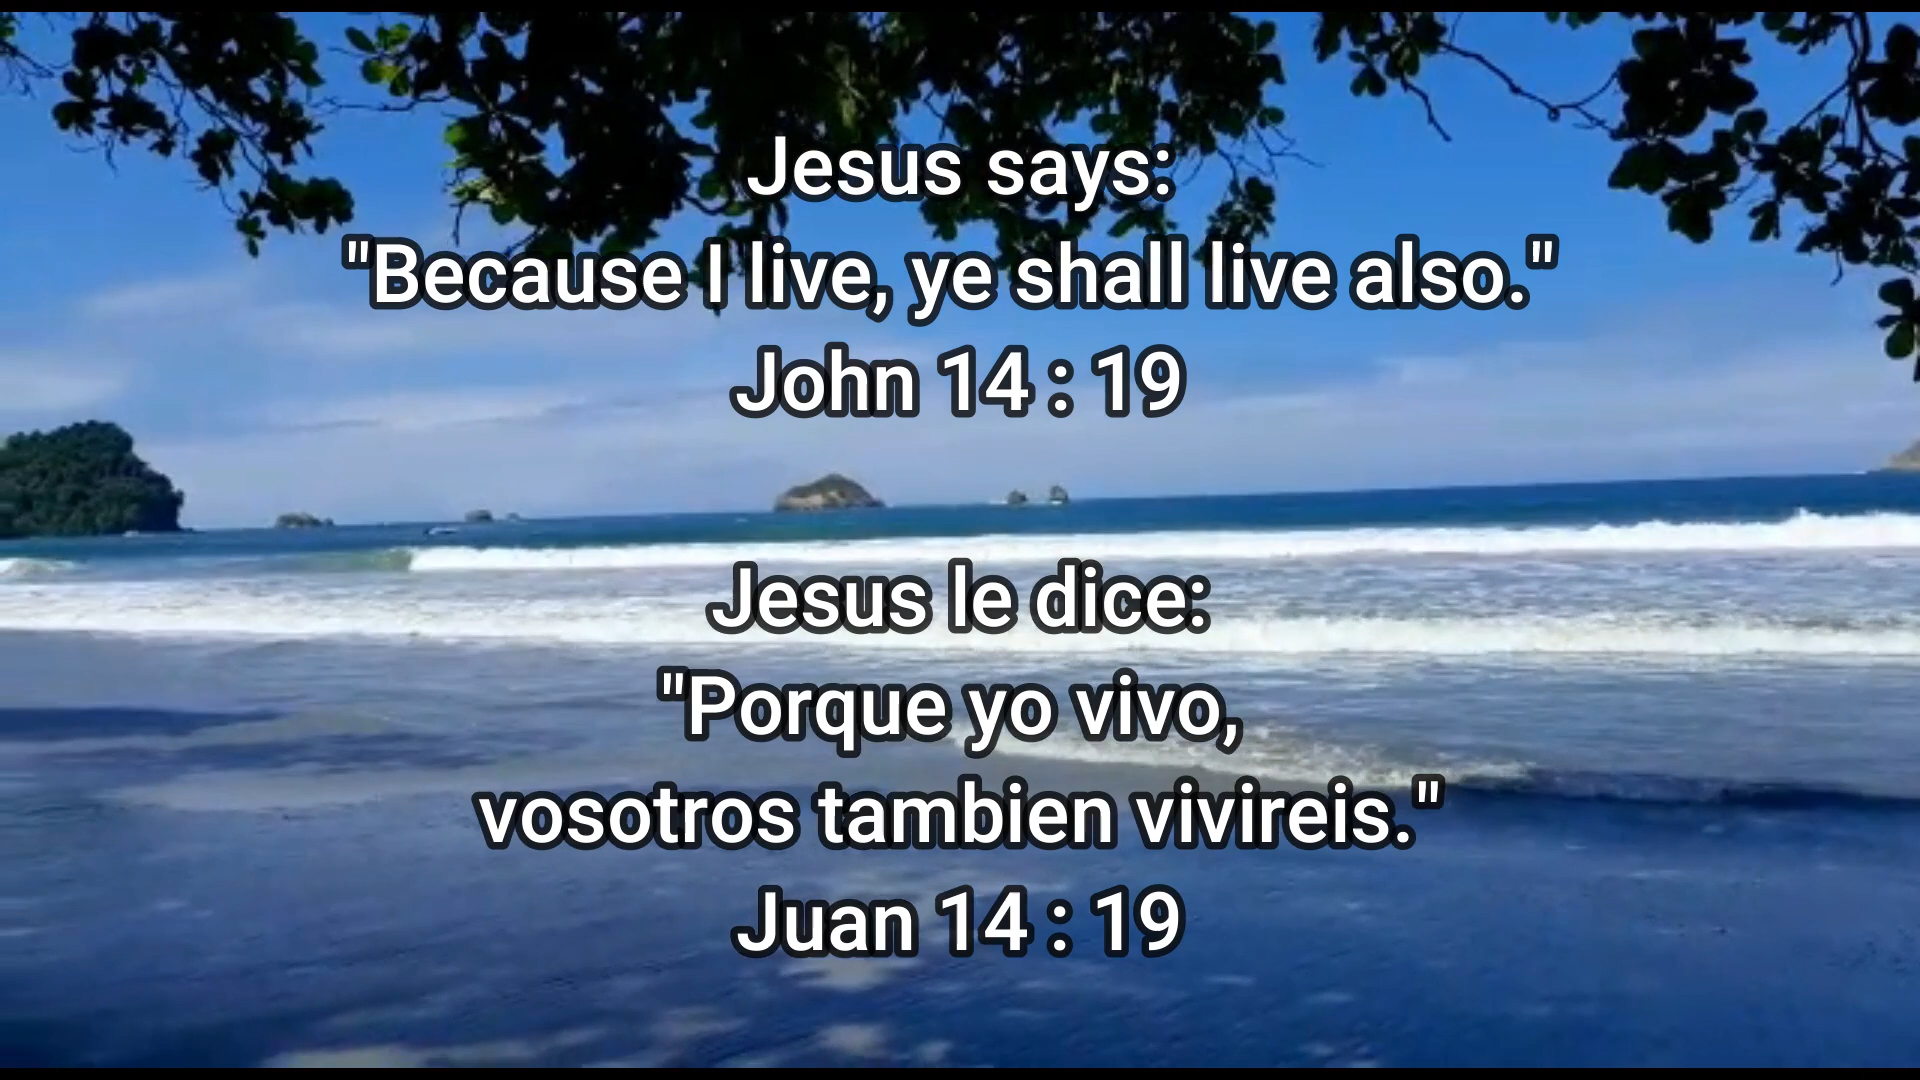 Jesus says:
"Because I live, ye shall live also."
John 14 : 19
Jesus le dice:
"Porque yo vivo,
vosotros tambien vivireis."
Juan 14 : 19